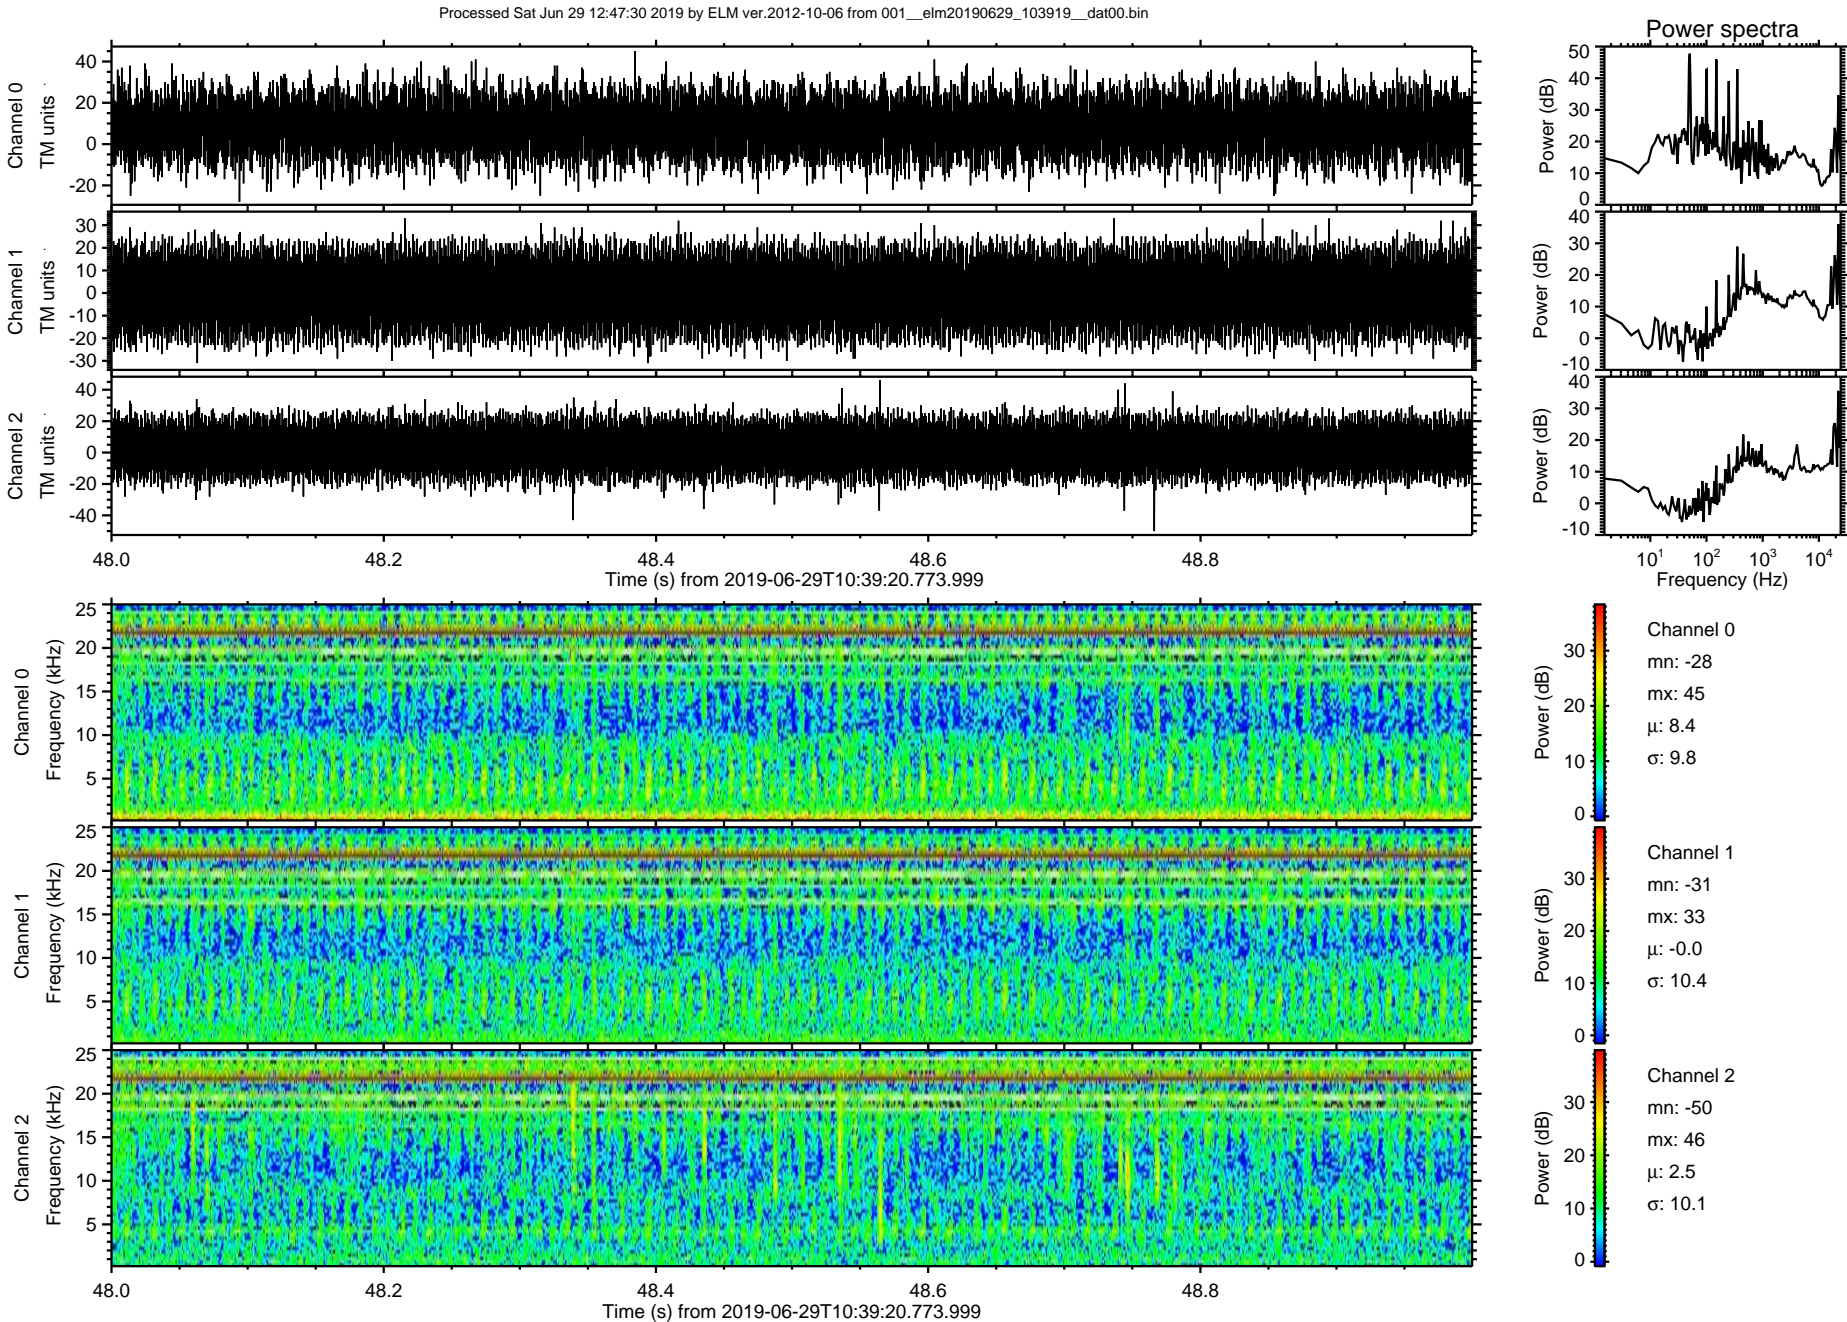 Processed Sat Jun 29 12:47:30 2019 by ELM ver.2012-10-06 from 001__elm20190629_103919__dat00.bin
Power spectra
Channel 0
TM units
40
20
0
-20
Power (dB)
50
40
30
20
10
0
Channel 1
TM units
30
20
10
0
-10
-20
-30
Power (dB)
40
30
20
10
0
-10
Channel 2
TM units
40
20
0
-20
-40
Power (dB)
40
30
20
10
0
-10
48.0 48.2 48.4 48.6 48.8
Time (s) from 2019-06-29T10:39:20.773.999
10^1 10^2 10^3 10^4
Frequency (Hz)
Channel 0
Frequency (kHz)
25
20
15
10
5
Power (dB)
30
20
10
0
Channel 0
mn: -28
mx: 45
μ: 8.4
σ: 9.8
Channel 1
Frequency (kHz)
25
20
15
10
5
Power (dB)
30
20
10
0
Channel 1
mn: -31
mx: 33
μ: -0.0
σ: 10.4
Channel 2
Frequency (kHz)
25
20
15
10
5
Power (dB)
30
20
10
0
Channel 2
mn: -50
mx: 46
μ: 2.5
σ: 10.1
48.0 48.2 48.4 48.6 48.8
Time (s) from 2019-06-29T10:39:20.773.999